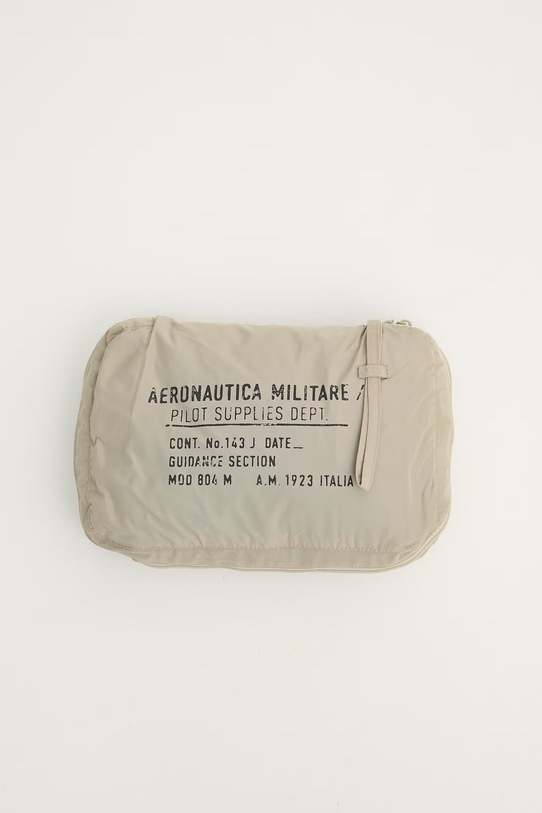 AERONAUTICA MILITARE
PILOT SUPPLIES DEPT.
CONT. No.143 J DATE_
GUIDANCE SECTION
MOD 804 M A.M. 1923 ITALIA